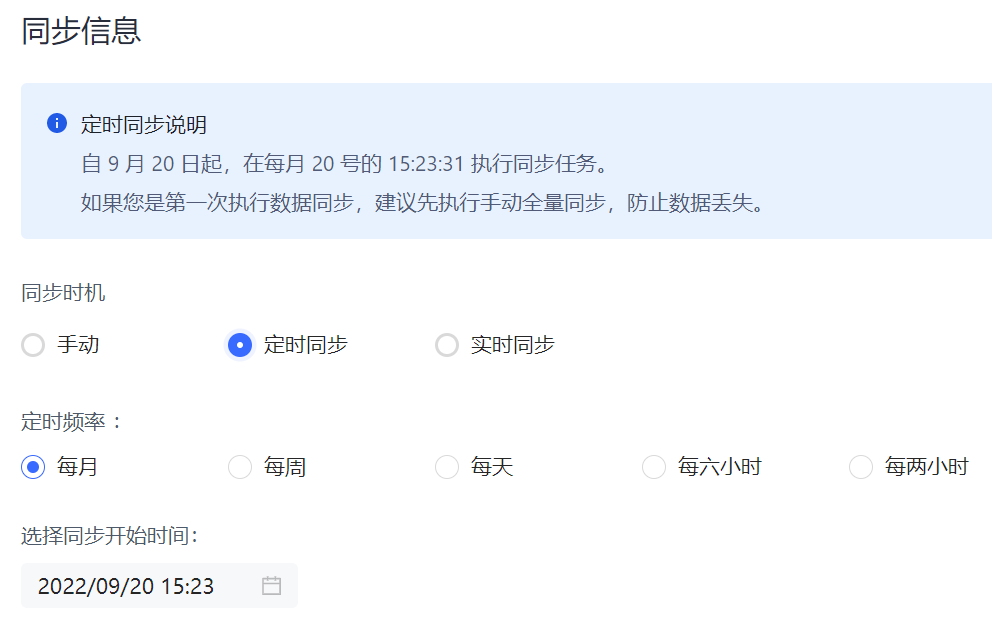 同步信息
定时同步说明
自 9 月 20 日起，在每月 20 号的 15:23:31 执行同步任务。
如果您是第一次执行数据同步，建议先执行手动全量同步，防止数据丢失。
同步时机
手动 定时同步 实时同步
定时频率：
每月 每周 每天 每六小时 每两小时
选择同步开始时间：
2022/09/20 15:23